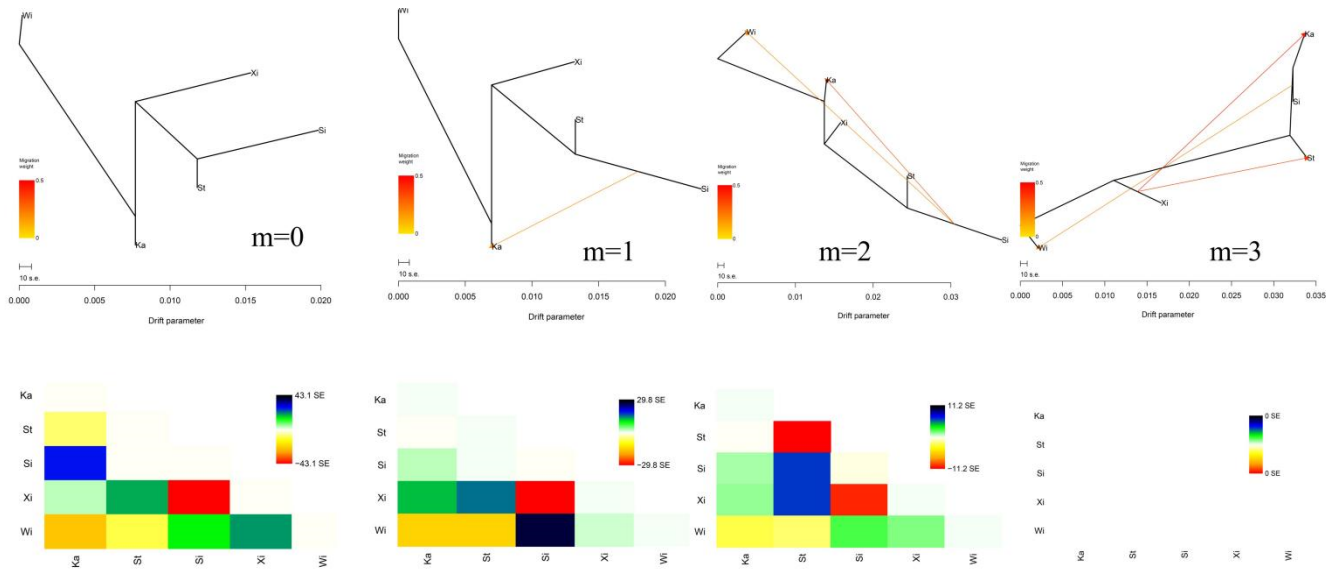 Wi
Xi
Si
St
Ka
Migration
weight
0.5
0
m=0
10 s.e.
0.000 0.005 0.010 0.015 0.020
Drift parameter
Wi
Xi
St
Si
Ka
Migration
weight
0.5
0
m=1
10 s.e.
0.000 0.005 0.010 0.015 0.020
Drift parameter
Wi
Ka
Xi
St
Si
Migration
weight
0.5
0
m=2
10 s.e.
0.00 0.01 0.02 0.03
Drift parameter
Ka
Si
St
Xi
Wi
Migration
weight
0.5
0
m=3
10 s.e.
0.000 0.005 0.010 0.015 0.020 0.025 0.030 0.035
Drift parameter
Ka
St
Si
Xi
Wi
43.1 SE
−43.1 SE
Ka St Si Xi Wi
Ka
St
Si
Xi
Wi
29.8 SE
−29.8 SE
Ka St Si Xi Wi
Ka
St
Si
Xi
Wi
11.2 SE
−11.2 SE
Ka St Si Xi Wi
Ka
St
Si
Xi
Wi
0 SE
0 SE
Ka St Si Xi Wi